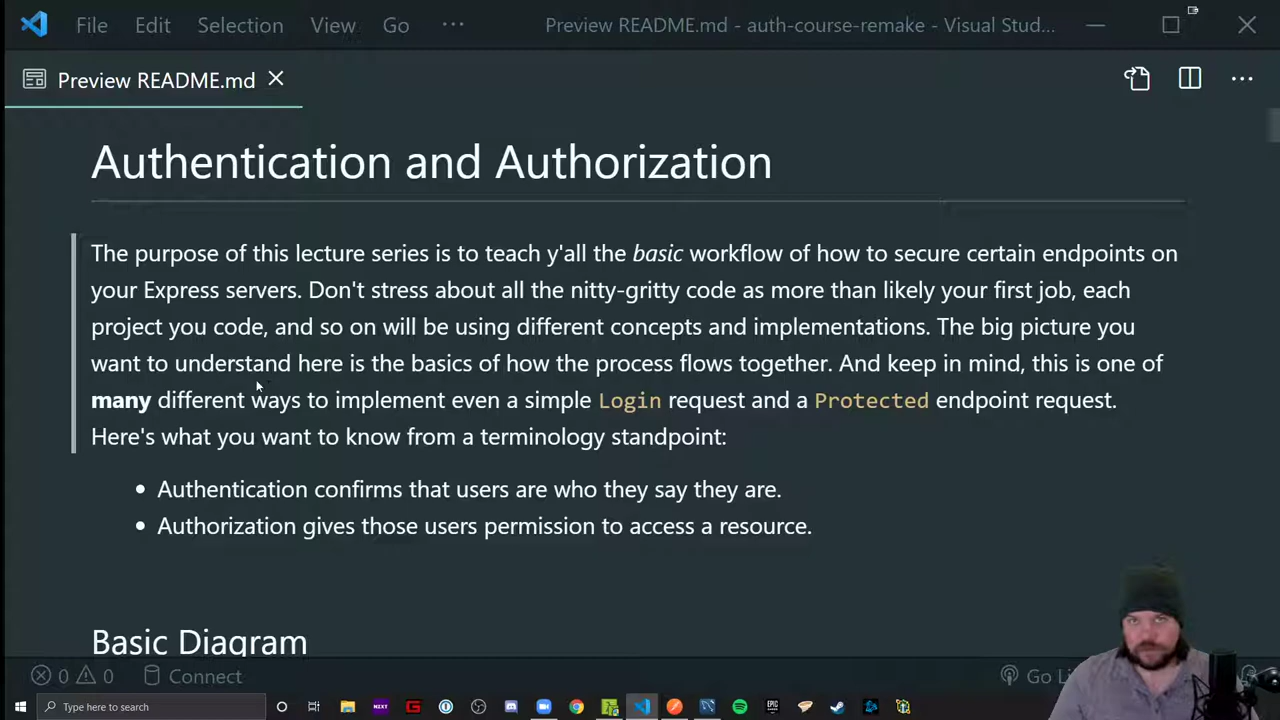 File Edit Selection View Go ··· Preview README.md - auth-course-remake - Visual Stud...
Preview README.md
Authentication and Authorization
The purpose of this lecture series is to teach y'all the basic workflow of how to secure certain endpoints on
your Express servers. Don't stress about all the nitty-gritty code as more than likely your first job, each
project you code, and so on will be using different concepts and implementations. The big picture you
want to understand here is the basics of how the process flows together. And keep in mind, this is one of
many different ways to implement even a simple Login request and a Protected endpoint request.
Here's what you want to know from a terminology standpoint:
• Authentication confirms that users are who they say they are.
• Authorization gives those users permission to access a resource.
Basic Diagram
0 0 Connect Go Li
Type here to search NXT EPIC